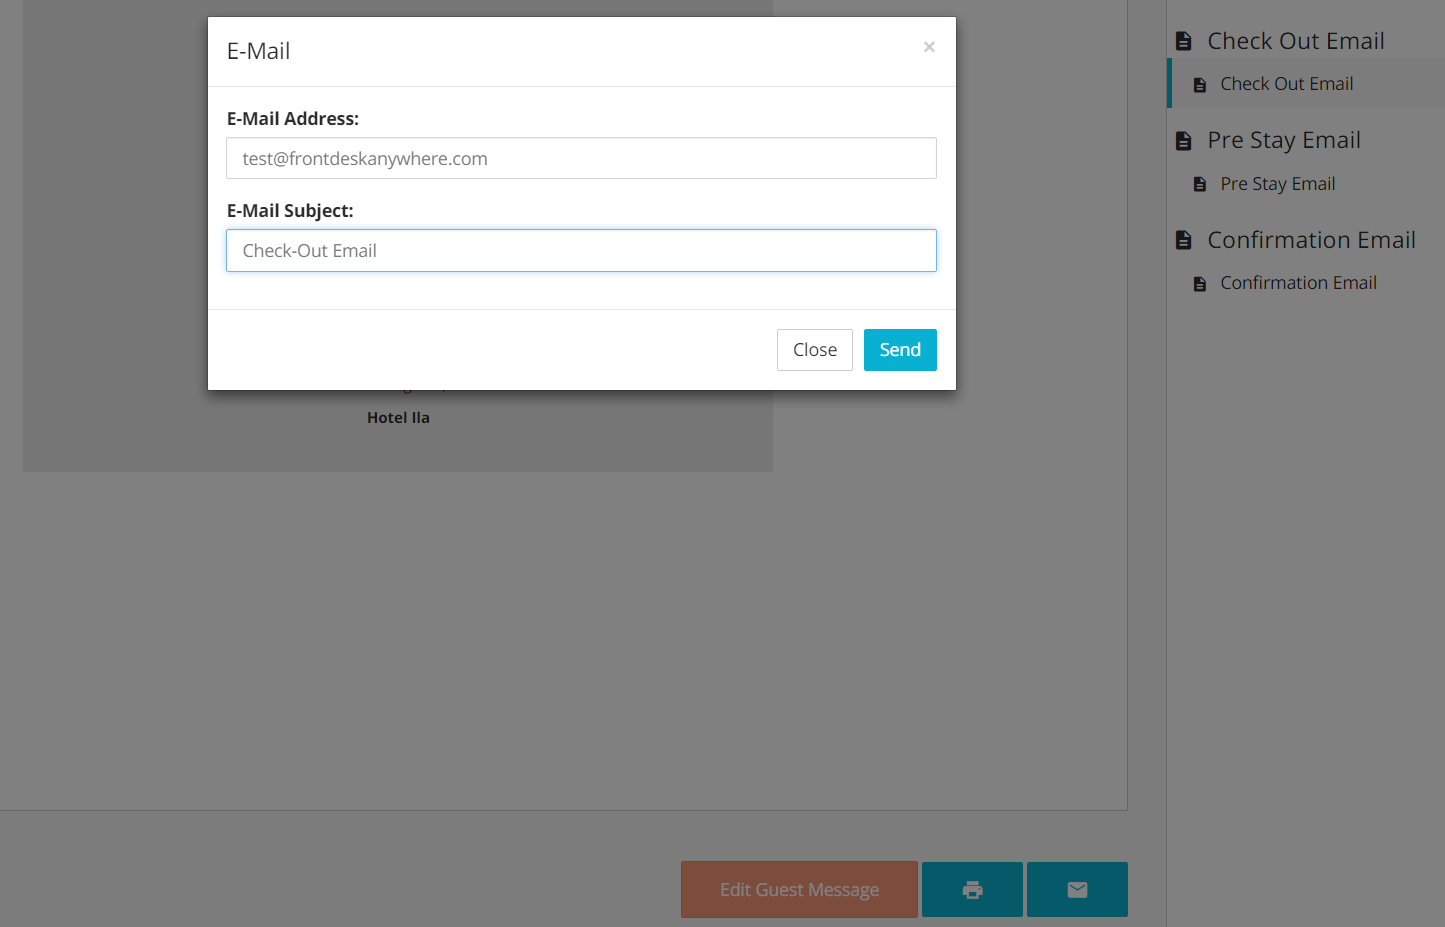 E-Mail
×
E-Mail Address:
test@frontdeskanywhere.com
E-Mail Subject:
Check-Out Email
Close
Send
Hotel Ila
Edit Guest Message
Check Out Email
Check Out Email
Pre Stay Email
Pre Stay Email
Confirmation Email
Confirmation Email